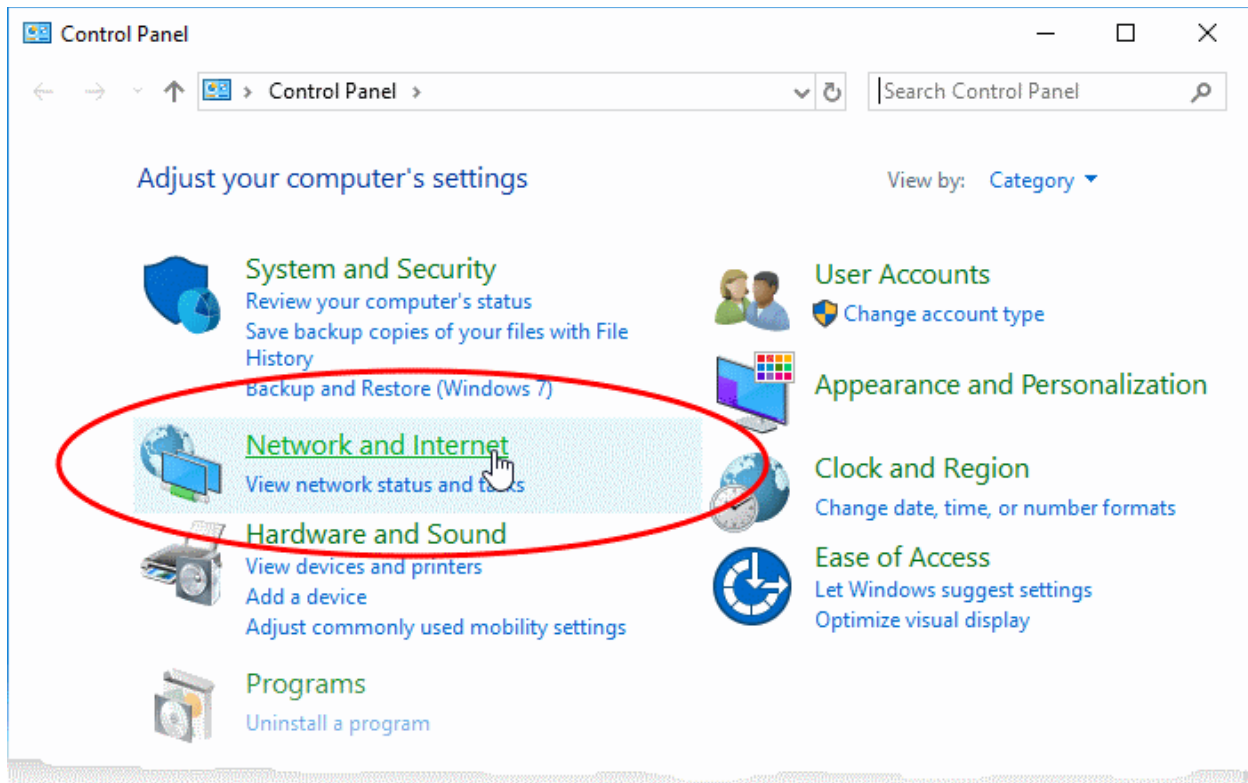 Control Panel
Control Panel
Search Control Panel
Adjust your computer's settings
View by: Category
System and Security
Review your computer's status
Save backup copies of your files with File
History
Backup and Restore (Windows 7)
Network and Internet
View network status and tasks
Hardware and Sound
View devices and printers
Add a device
Adjust commonly used mobility settings
Programs
Uninstall a program
User Accounts
Change account type
Appearance and Personalization
Clock and Region
Change date, time, or number formats
Ease of Access
Let Windows suggest settings
Optimize visual display